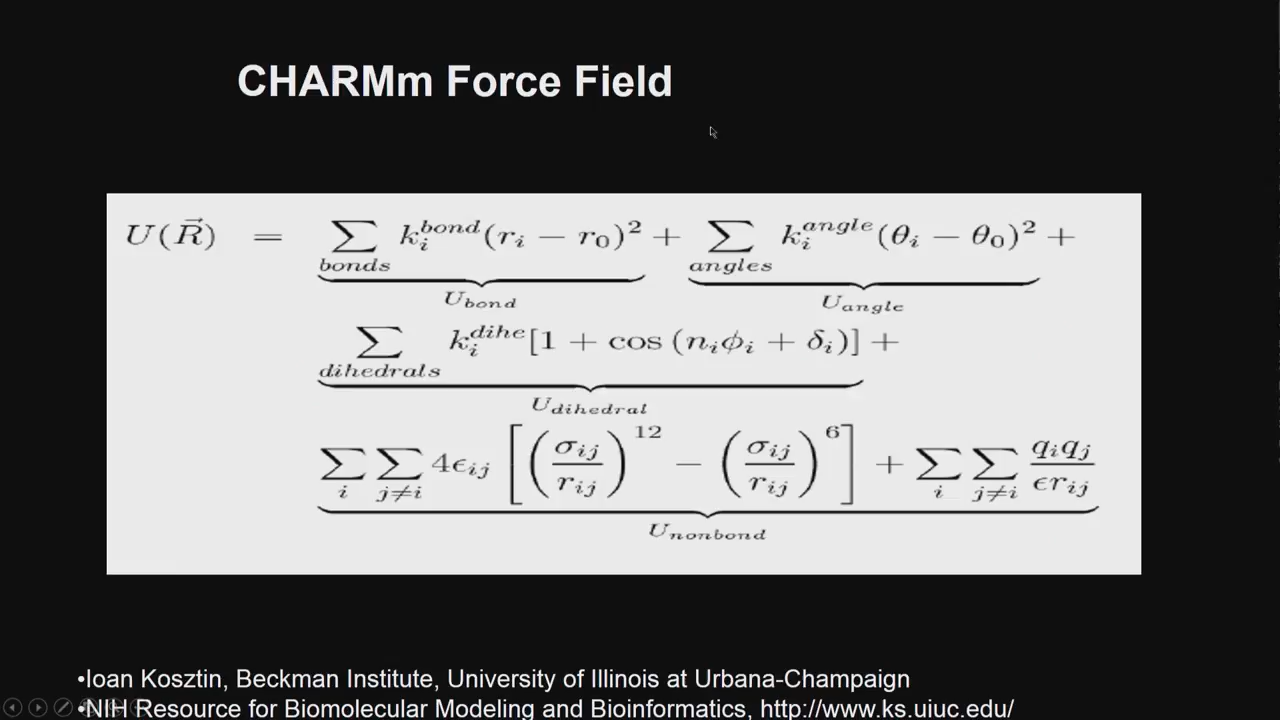 CHARMm Force Field
U(R⃗) = ∑_{bonds} k_i^{bond}(r_i − r_0)^2 + ∑_{angles} k_i^{angle}(θ_i − θ_0)^2 +
U_{bond} U_{angle}
∑_{dihedrals} k_i^{dihe}[1 + cos (n_iϕ_i + δ_i)] +
U_{dihedral}
∑_i ∑_{j≠i} 4ϵ_{ij} [(σ_{ij}/r_{ij})^{12} − (σ_{ij}/r_{ij})^6] + ∑_i ∑_{j≠i} q_iq_j/ϵr_{ij}
U_{nonbond}
•Ioan Kosztin, Beckman Institute, University of Illinois at Urbana-Champaign
•NIH Resource for Biomolecular Modeling and Bioinformatics, http://www.ks.uiuc.edu/